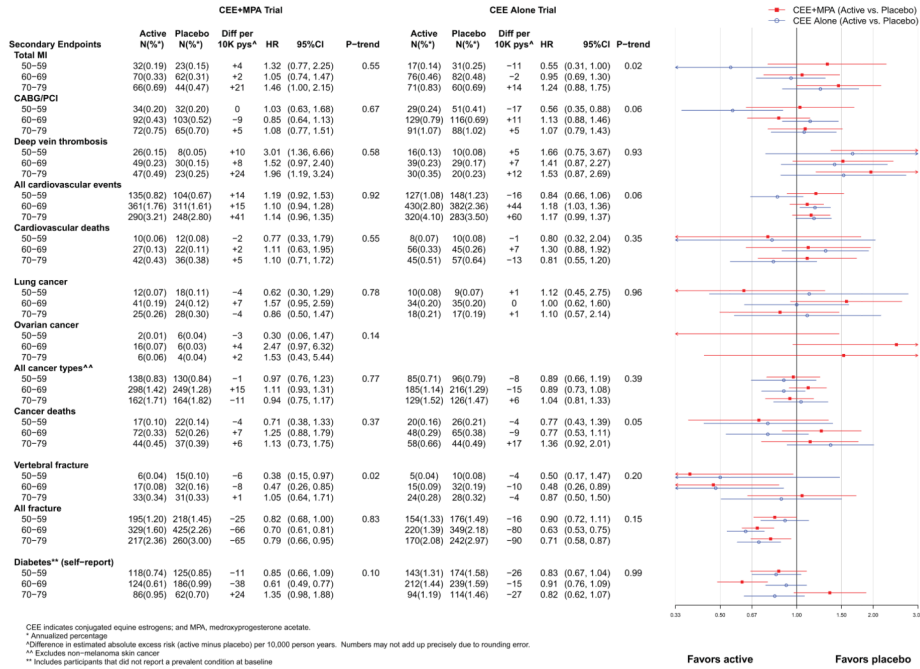 CEE+MPA Trial CEE Alone Trial
CEE+MPA (Active vs. Placebo)
CEE Alone (Active vs. Placebo)
Active Placebo Diff per Active Placebo Diff per
Secondary Endpoints N(%*) N(%*) 10K pys^ HR 95%CI P−trend N(%*) N(%*) 10K pys^ HR 95%CI P−trend
Total MI
50−59 32(0.19) 23(0.15) +4 1.32 (0.77, 2.25) 0.55 17(0.14) 31(0.25) −11 0.55 (0.31, 1.00) 0.02
60−69 70(0.33) 62(0.31) +2 1.05 (0.74, 1.47) 76(0.46) 82(0.48) −2 0.95 (0.69, 1.30)
70−79 66(0.69) 44(0.47) +21 1.46 (1.00, 2.15) 71(0.83) 60(0.69) +14 1.24 (0.88, 1.75)
CABG/PCI
50−59 34(0.20) 32(0.20) 0 1.03 (0.63, 1.68) 0.67 29(0.24) 51(0.41) −17 0.56 (0.35, 0.88) 0.06
60−69 92(0.43) 103(0.52) −9 0.85 (0.64, 1.13) 129(0.79) 116(0.69) +11 1.13 (0.88, 1.46)
70−79 72(0.75) 65(0.70) +5 1.08 (0.77, 1.51) 91(1.07) 88(1.02) +5 1.07 (0.79, 1.43)
Deep vein thrombosis
50−59 26(0.15) 8(0.05) +10 3.01 (1.36, 6.66) 0.58 16(0.13) 10(0.08) +5 1.66 (0.75, 3.67) 0.93
60−69 49(0.23) 30(0.15) +8 1.52 (0.97, 2.40) 39(0.23) 29(0.17) +7 1.41 (0.87, 2.27)
70−79 47(0.49) 23(0.25) +24 1.96 (1.19, 3.24) 30(0.35) 20(0.23) +12 1.53 (0.87, 2.69)
All cardiovascular events
50−59 135(0.82) 104(0.67) +14 1.19 (0.92, 1.53) 0.92 127(1.08) 148(1.23) −16 0.84 (0.66, 1.06) 0.06
60−69 361(1.76) 311(1.61) +15 1.10 (0.94, 1.28) 430(2.80) 382(2.36) +44 1.18 (1.03, 1.36)
70−79 290(3.21) 248(2.80) +41 1.14 (0.96, 1.35) 320(4.10) 283(3.50) +60 1.17 (0.99, 1.37)
Cardiovascular deaths
50−59 10(0.06) 12(0.08) −2 0.77 (0.33, 1.79) 0.55 8(0.07) 10(0.08) −1 0.80 (0.32, 2.04) 0.35
60−69 27(0.13) 22(0.11) +2 1.11 (0.63, 1.95) 56(0.33) 45(0.26) +7 1.30 (0.88, 1.92)
70−79 42(0.43) 36(0.38) +5 1.10 (0.71, 1.72) 45(0.51) 57(0.64) −13 0.81 (0.55, 1.20)
Lung cancer
50−59 12(0.07) 18(0.11) −4 0.62 (0.30, 1.29) 0.78 10(0.08) 9(0.07) +1 1.12 (0.45, 2.75) 0.96
60−69 41(0.19) 24(0.12) +7 1.57 (0.95, 2.59) 34(0.20) 35(0.20) 0 1.00 (0.62, 1.60)
70−79 25(0.26) 28(0.30) −4 0.86 (0.50, 1.47) 18(0.21) 17(0.19) +1 1.10 (0.57, 2.14)
Ovarian cancer
50−59 2(0.01) 6(0.04) −3 0.30 (0.06, 1.47) 0.14
60−69 16(0.07) 6(0.03) +4 2.47 (0.97, 6.32)
70−79 6(0.06) 4(0.04) +2 1.53 (0.43, 5.44)
All cancer types^^
50−59 138(0.83) 130(0.84) −1 0.97 (0.76, 1.23) 0.77 85(0.71) 96(0.79) −8 0.89 (0.66, 1.19) 0.39
60−69 298(1.42) 249(1.28) +15 1.11 (0.93, 1.31) 185(1.14) 216(1.29) −15 0.89 (0.73, 1.08)
70−79 162(1.71) 164(1.82) −11 0.94 (0.75, 1.17) 129(1.52) 126(1.47) +6 1.04 (0.81, 1.33)
Cancer deaths
50−59 17(0.10) 22(0.14) −4 0.71 (0.38, 1.33) 0.37 20(0.16) 26(0.21) −4 0.77 (0.43, 1.39) 0.05
60−69 72(0.33) 52(0.26) +7 1.25 (0.88, 1.79) 48(0.29) 65(0.38) −9 0.77 (0.53, 1.11)
70−79 44(0.45) 37(0.39) +6 1.13 (0.73, 1.75) 58(0.66) 44(0.49) +17 1.36 (0.92, 2.01)
Vertebral fracture
50−59 6(0.04) 15(0.10) −6 0.38 (0.15, 0.97) 0.02 5(0.04) 10(0.08) −4 0.50 (0.17, 1.47) 0.20
60−69 17(0.08) 32(0.16) −8 0.47 (0.26, 0.85) 15(0.09) 32(0.19) −10 0.48 (0.26, 0.89)
70−79 33(0.34) 31(0.33) +1 1.05 (0.64, 1.71) 24(0.28) 28(0.32) −4 0.87 (0.50, 1.50)
All fracture
50−59 195(1.20) 218(1.45) −25 0.82 (0.68, 1.00) 0.83 154(1.33) 176(1.49) −16 0.90 (0.72, 1.11) 0.15
60−69 329(1.60) 425(2.26) −66 0.70 (0.61, 0.81) 220(1.39) 349(2.18) −80 0.63 (0.53, 0.75)
70−79 217(2.36) 260(3.00) −65 0.79 (0.66, 0.95) 170(2.08) 242(2.97) −90 0.71 (0.58, 0.87)
Diabetes** (self−report)
50−59 118(0.74) 125(0.85) −11 0.85 (0.66, 1.09) 0.10 143(1.31) 174(1.58) −26 0.83 (0.67, 1.04) 0.99
60−69 124(0.61) 186(0.99) −38 0.61 (0.49, 0.77) 212(1.44) 239(1.59) −15 0.91 (0.76, 1.09)
70−79 86(0.95) 62(0.70) +24 1.35 (0.98, 1.88) 94(1.19) 114(1.46) −27 0.82 (0.62, 1.07)
0.33 0.50 0.67 1.00 1.50 2.00 3.0
Favors active Favors placebo
CEE indicates conjugated equine estrogens; and MPA, medroxyprogesterone acetate.
* Annualized percentage
^Difference in estimated absolute excess risk (active minus placebo) per 10,000 person years. Numbers may not add up precisely due to rounding error.
^^ Excludes non−melanoma skin cancer
** Includes participants that did not report a prevalent condition at baseline